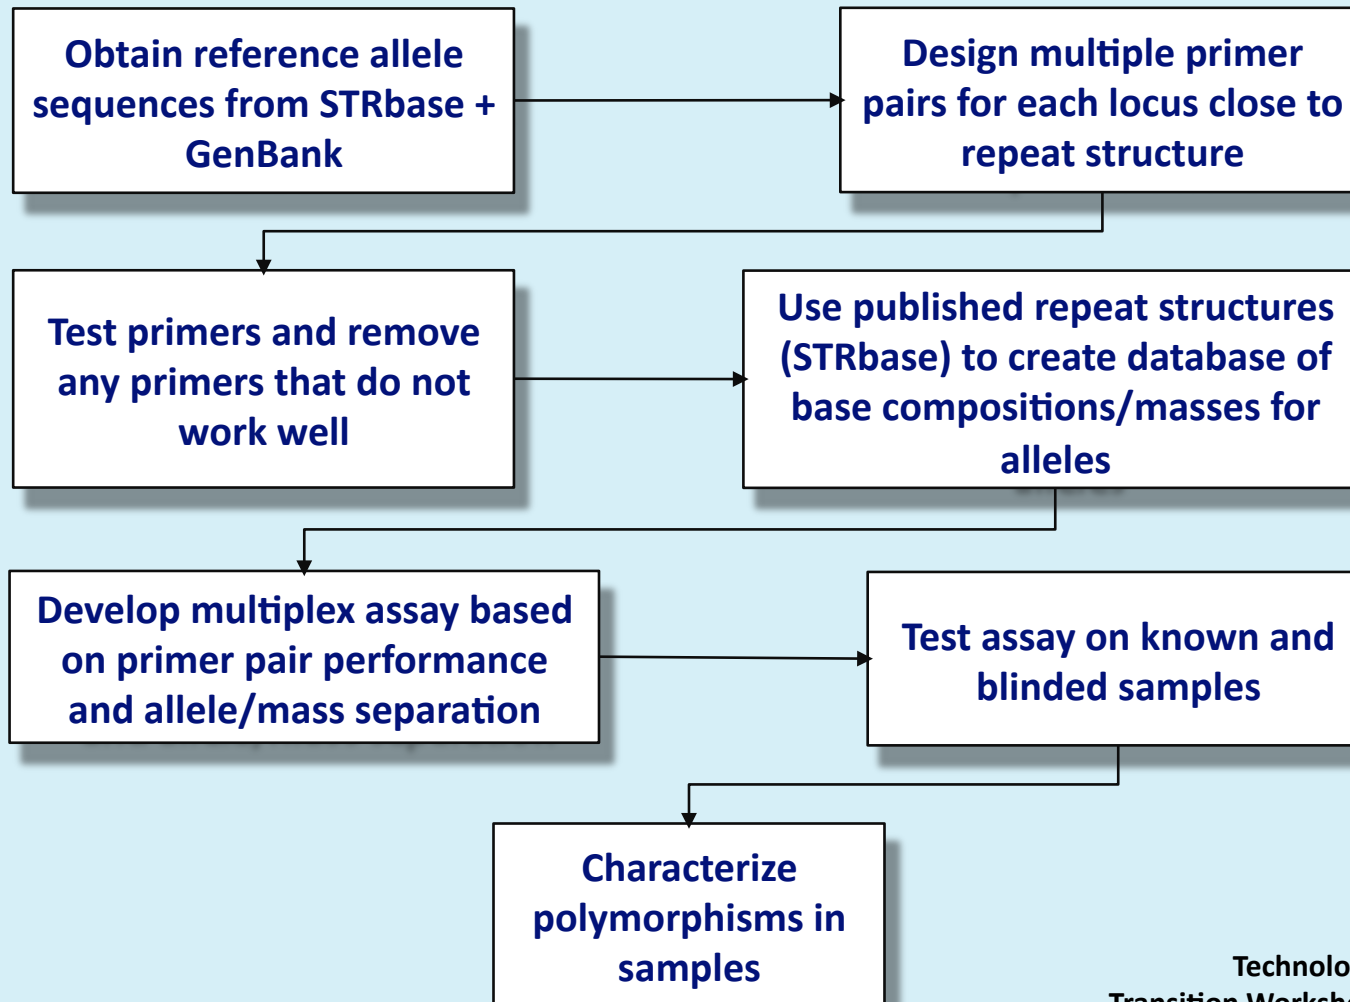 Obtain reference allele
sequences from STRbase +
GenBank
Design multiple primer
pairs for each locus close to
repeat structure
Test primers and remove
any primers that do not
work well
Use published repeat structures
(STRbase) to create database of
base compositions/masses for
alleles
Develop multiplex assay based
on primer pair performance
and allele/mass separation
Test assay on known and
blinded samples
Characterize
polymorphisms in
samples
Technolo
Transition Worksho